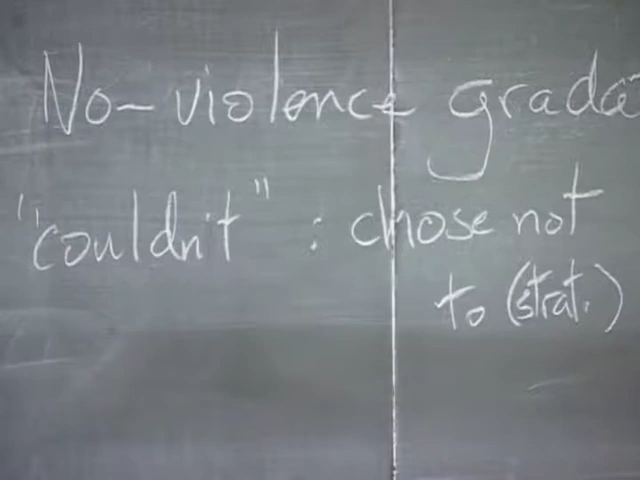 No-violence grada
"couldn't" : chose not
to (strat.)